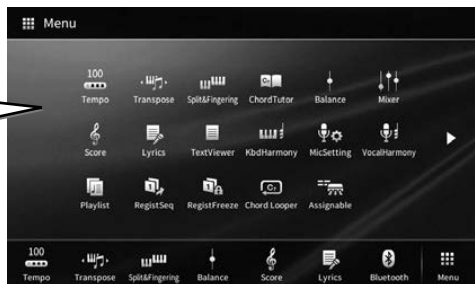 Menu
100
Tempo
Transpose
Split&Fingering
ChordTutor
Balance
Mixer
Score
Lyrics
TextViewer
KbdHarmony
MicSetting
VocalHarmony
Playlist
RegistSeq
RegistFreeze
Chord Looper
Assignable
100
Tempo
Transpose
Split&Fingering
Balance
Score
Lyrics
Bluetooth
Menu